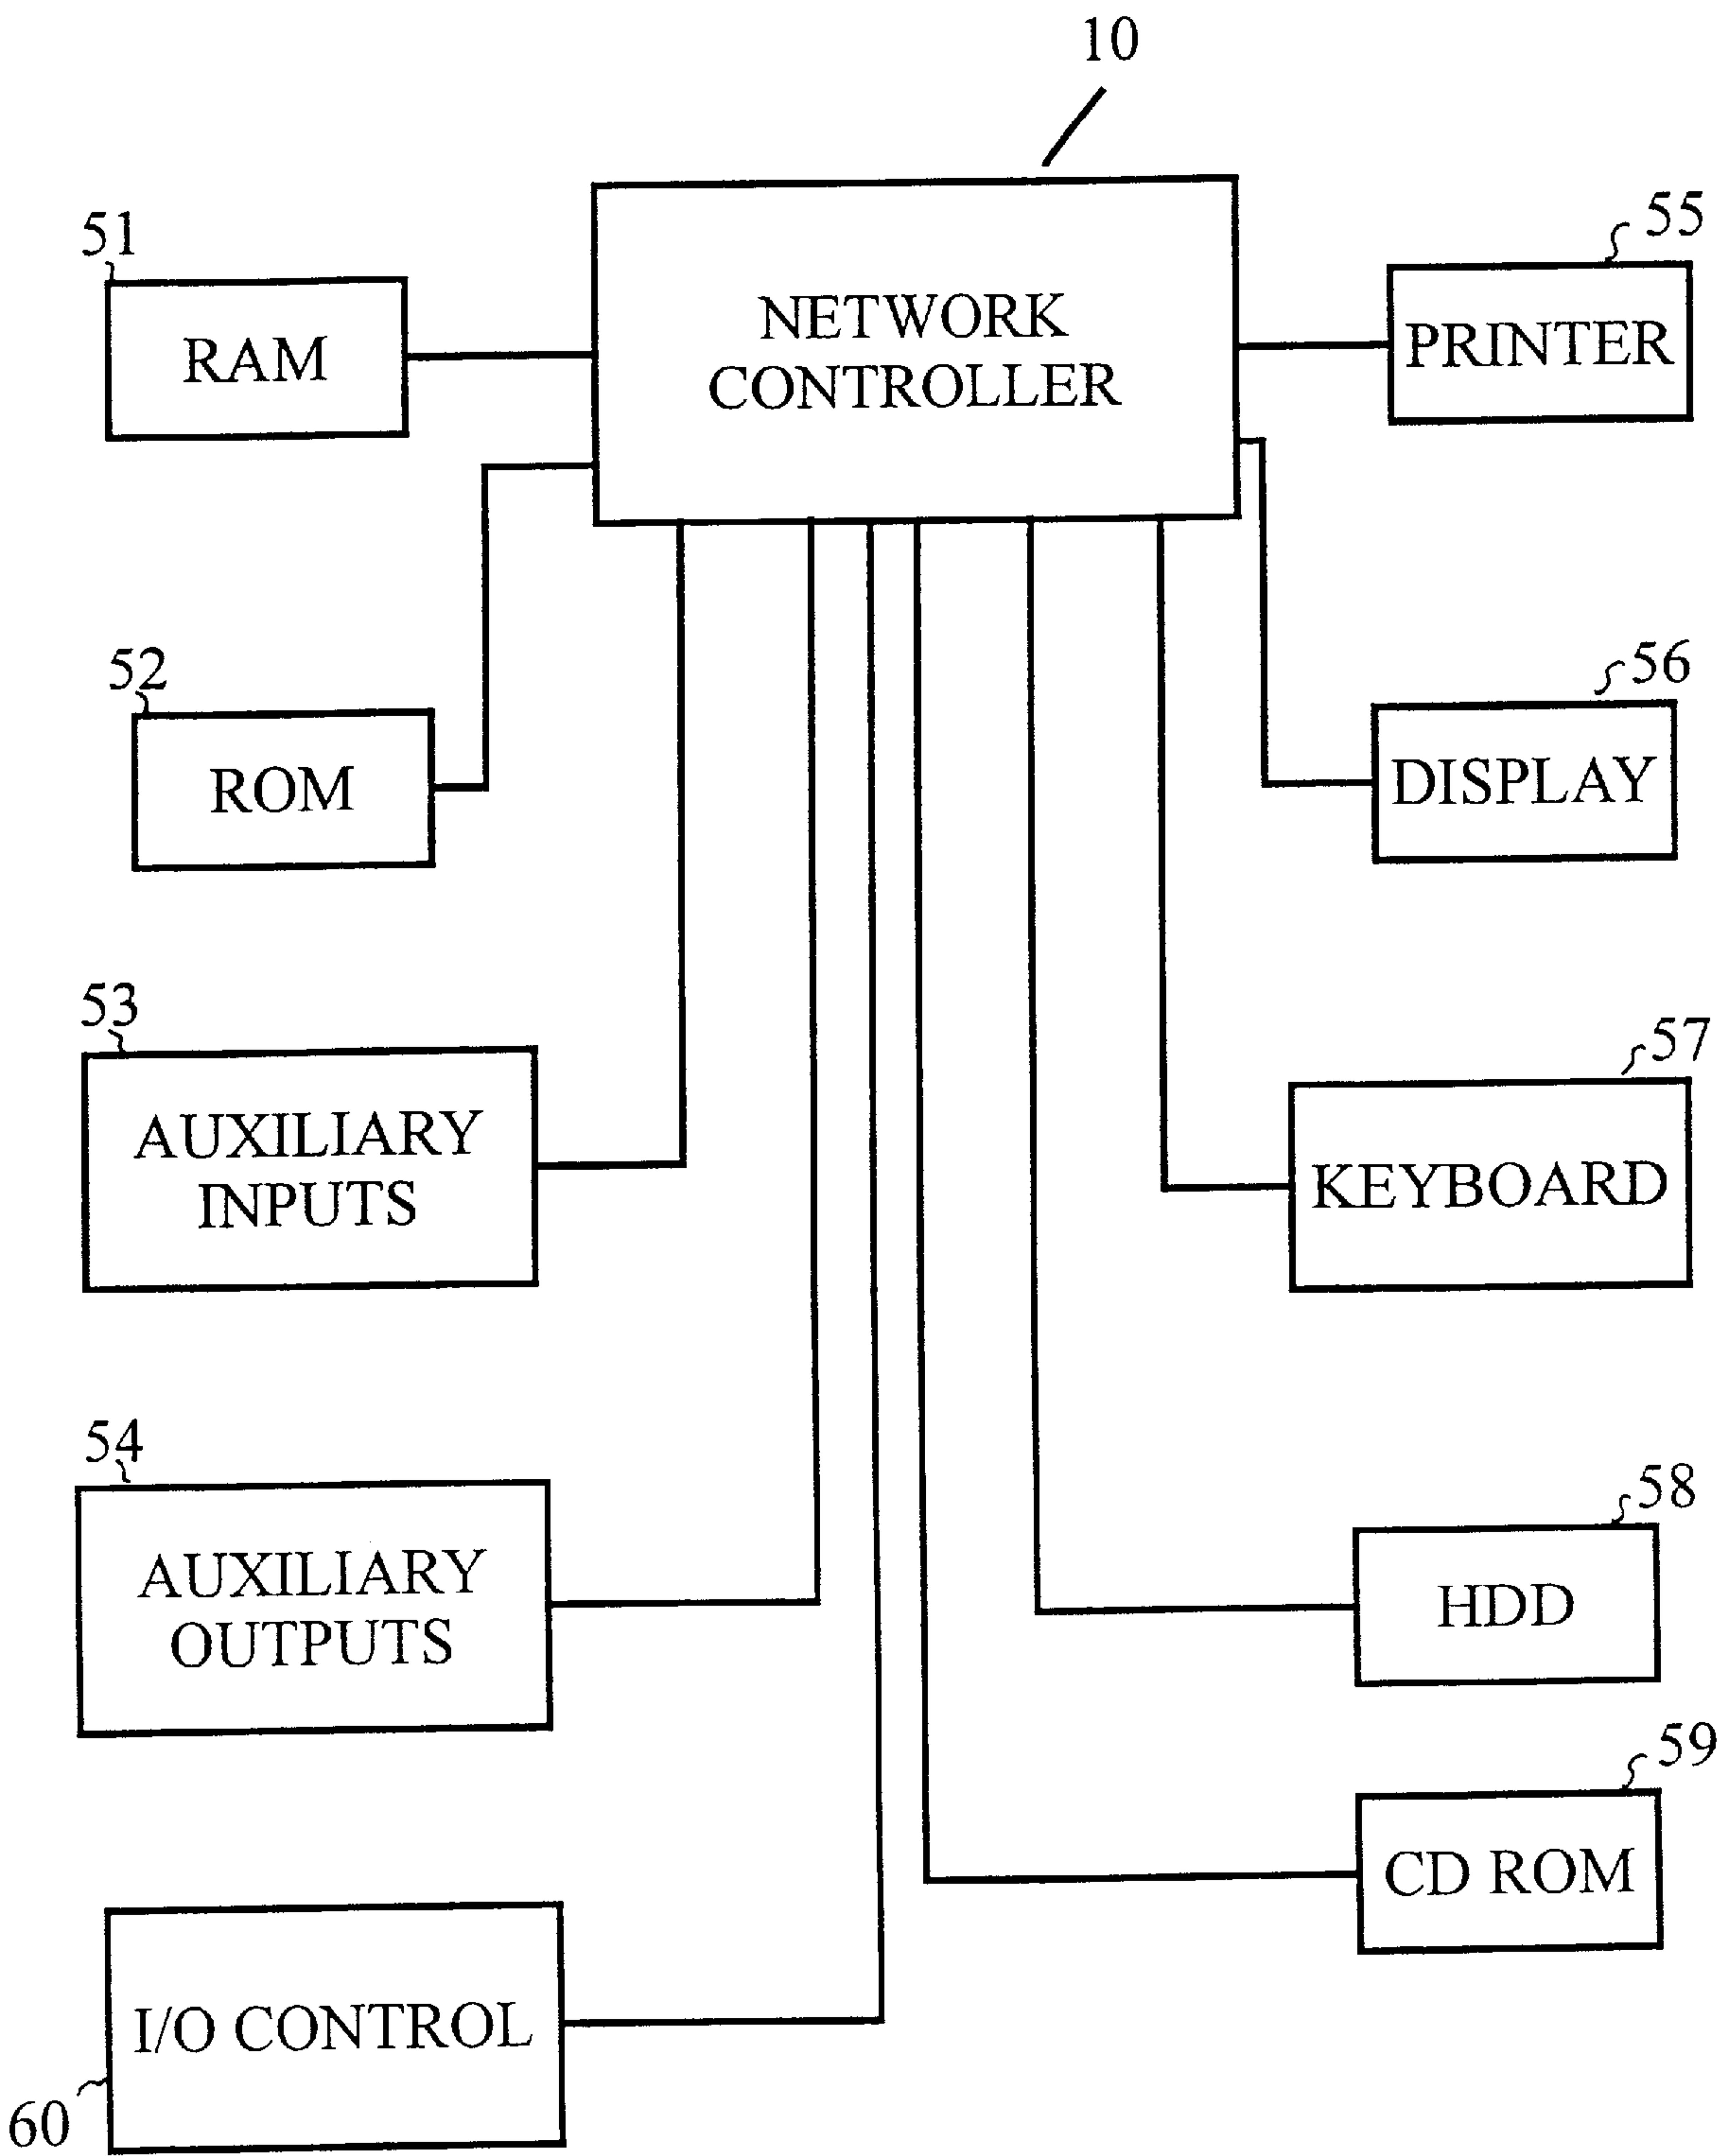 10
51
RAM
NETWORK
CONTROLLER
55
PRINTER
52
ROM
56
DISPLAY
53
AUXILIARY
INPUTS
57
KEYBOARD
54
AUXILIARY
OUTPUTS
58
HDD
59
CD ROM
I/O CONTROL
60